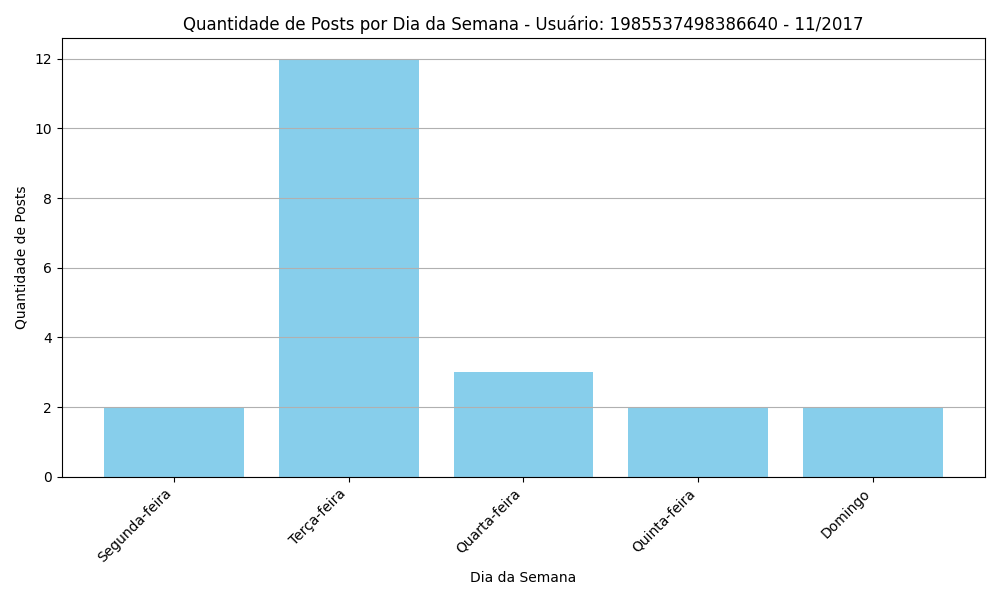 Quantidade de Posts por Dia da Semana - Usuário: 1985537498386640 - 11/2017
Quantidade de Posts
12
10
8
6
4
2
0
Segunda-feira
Terça-feira
Quarta-feira
Quinta-feira
Domingo
Dia da Semana